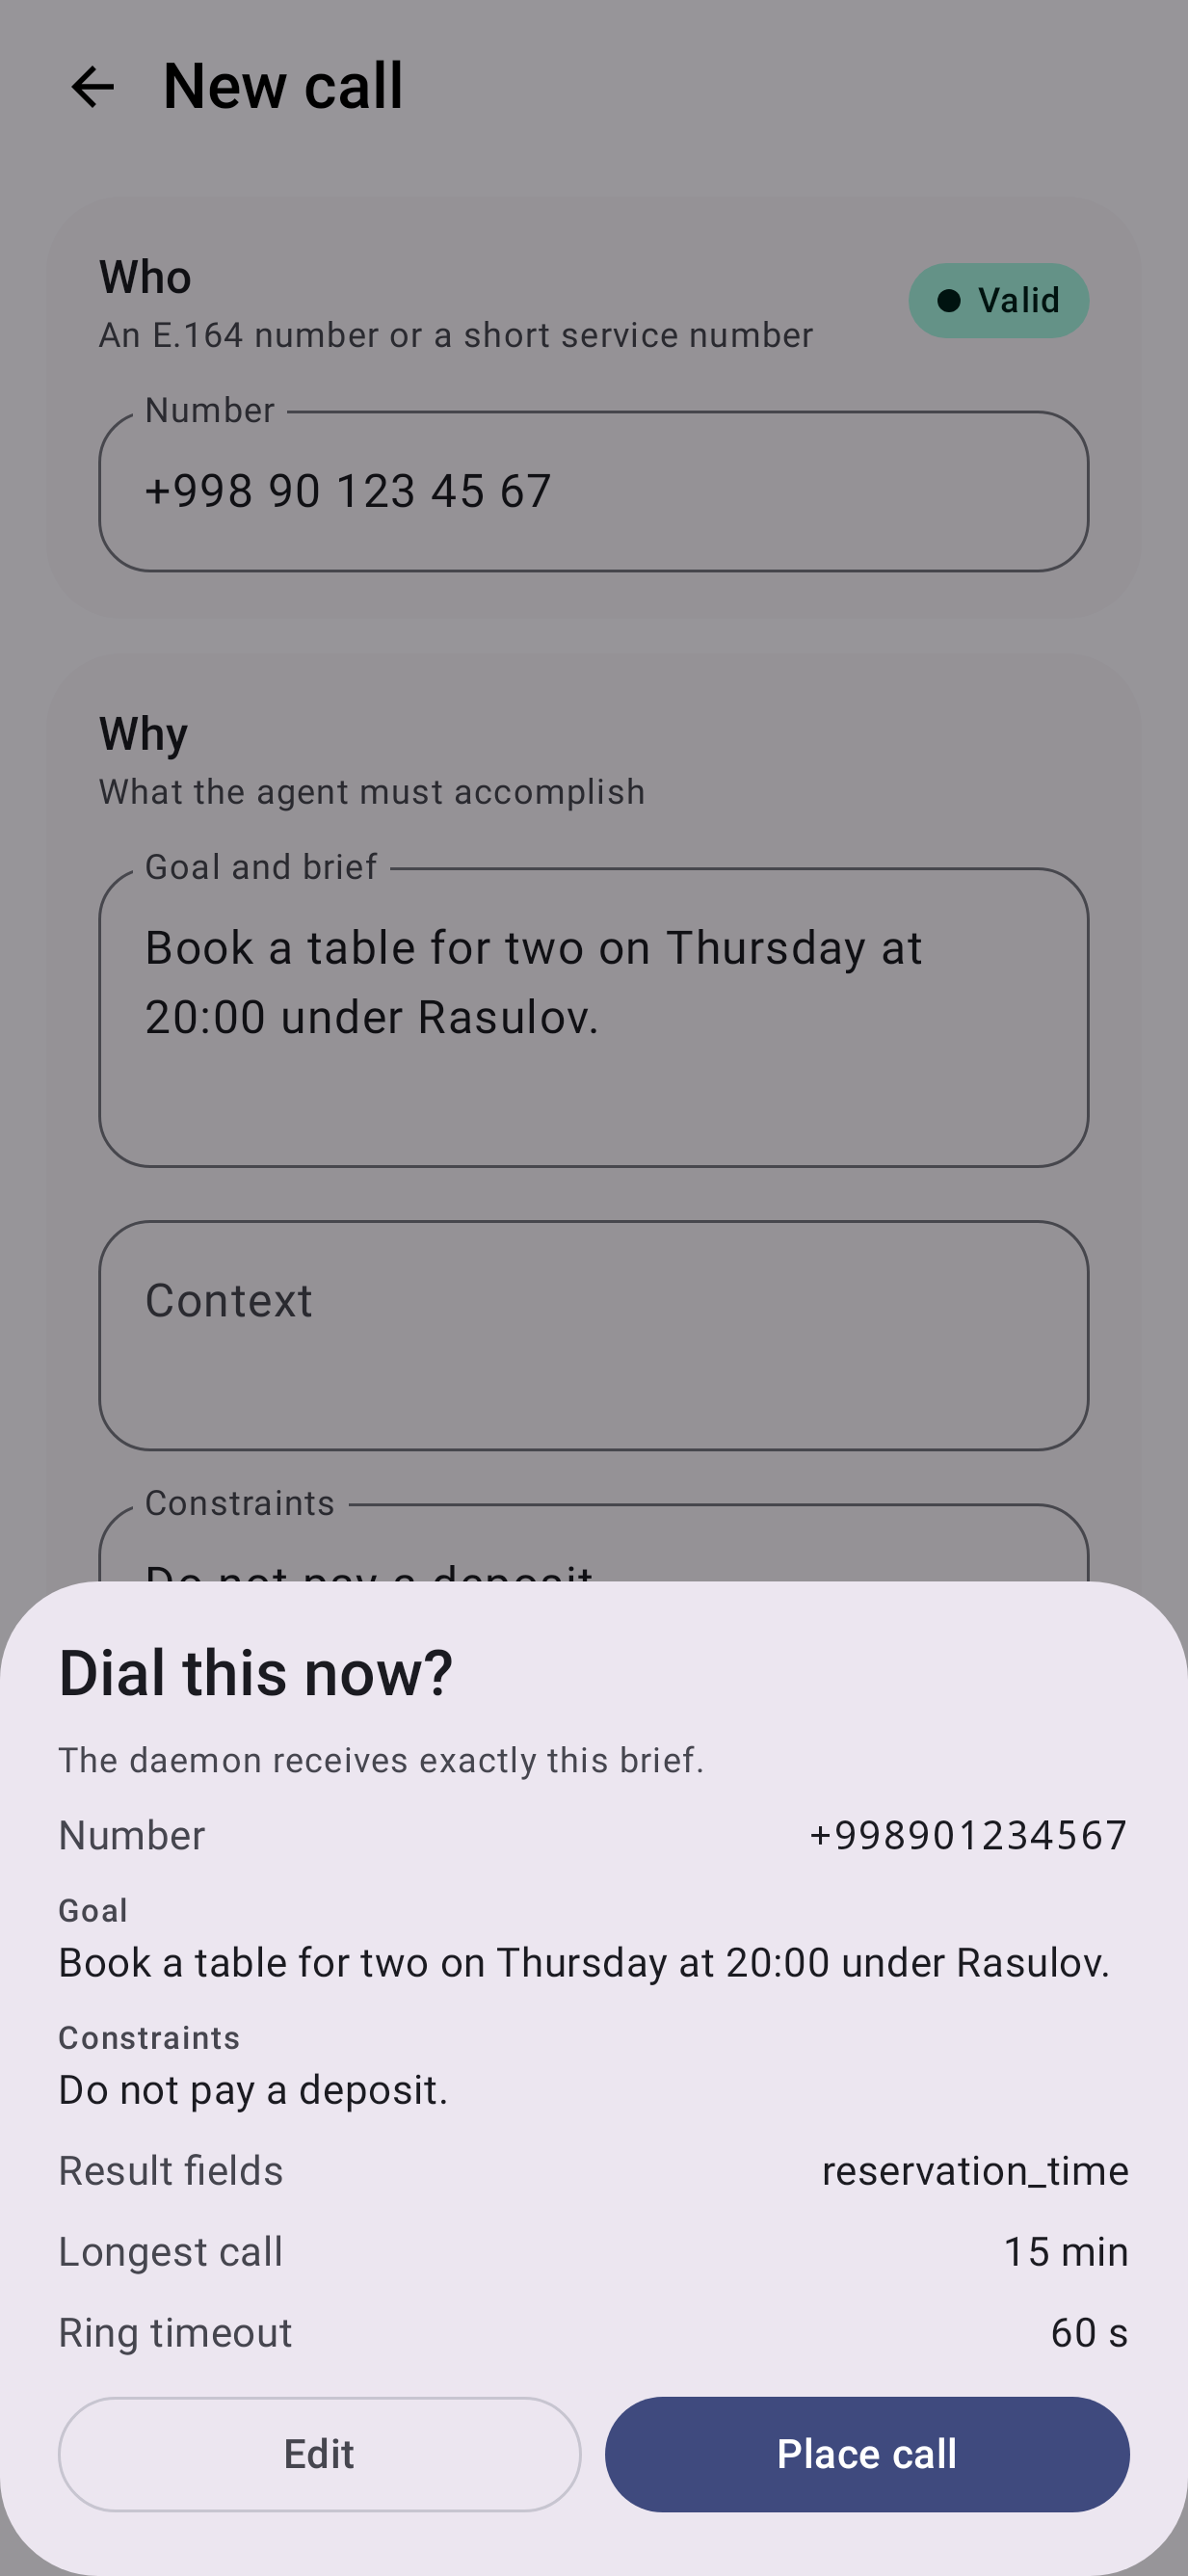 New call
Who
Valid
An E.164 number or a short service number
Number
+998 90 123 45 67
Why
What the agent must accomplish
Goal and brief
Book a table for two on Thursday at
20:00 under Rasulov.
Context
Constraints
Do not pay a deposit
Dial this now?
The daemon receives exactly this brief.
Number +998901234567
Goal
Book a table for two on Thursday at 20:00 under Rasulov.
Constraints
Do not pay a deposit.
Result fields reservation_time
Longest call 15 min
Ring timeout 60 s
Edit Place call